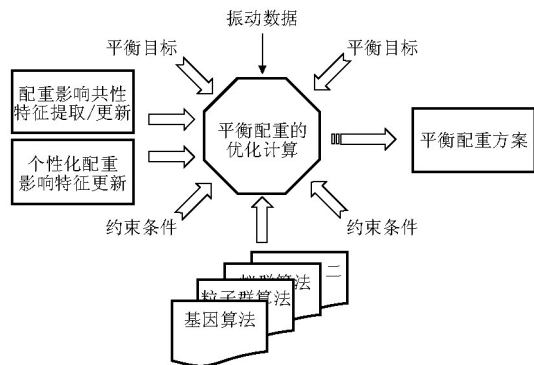 振动数据
平衡目标
平衡目标
配重影响共性
特征提取/更新
个性化配重
影响特征更新
平衡配重的
优化计算
平衡配重方案
约束条件
约束条件
群算法
粒子群算法
基因算法